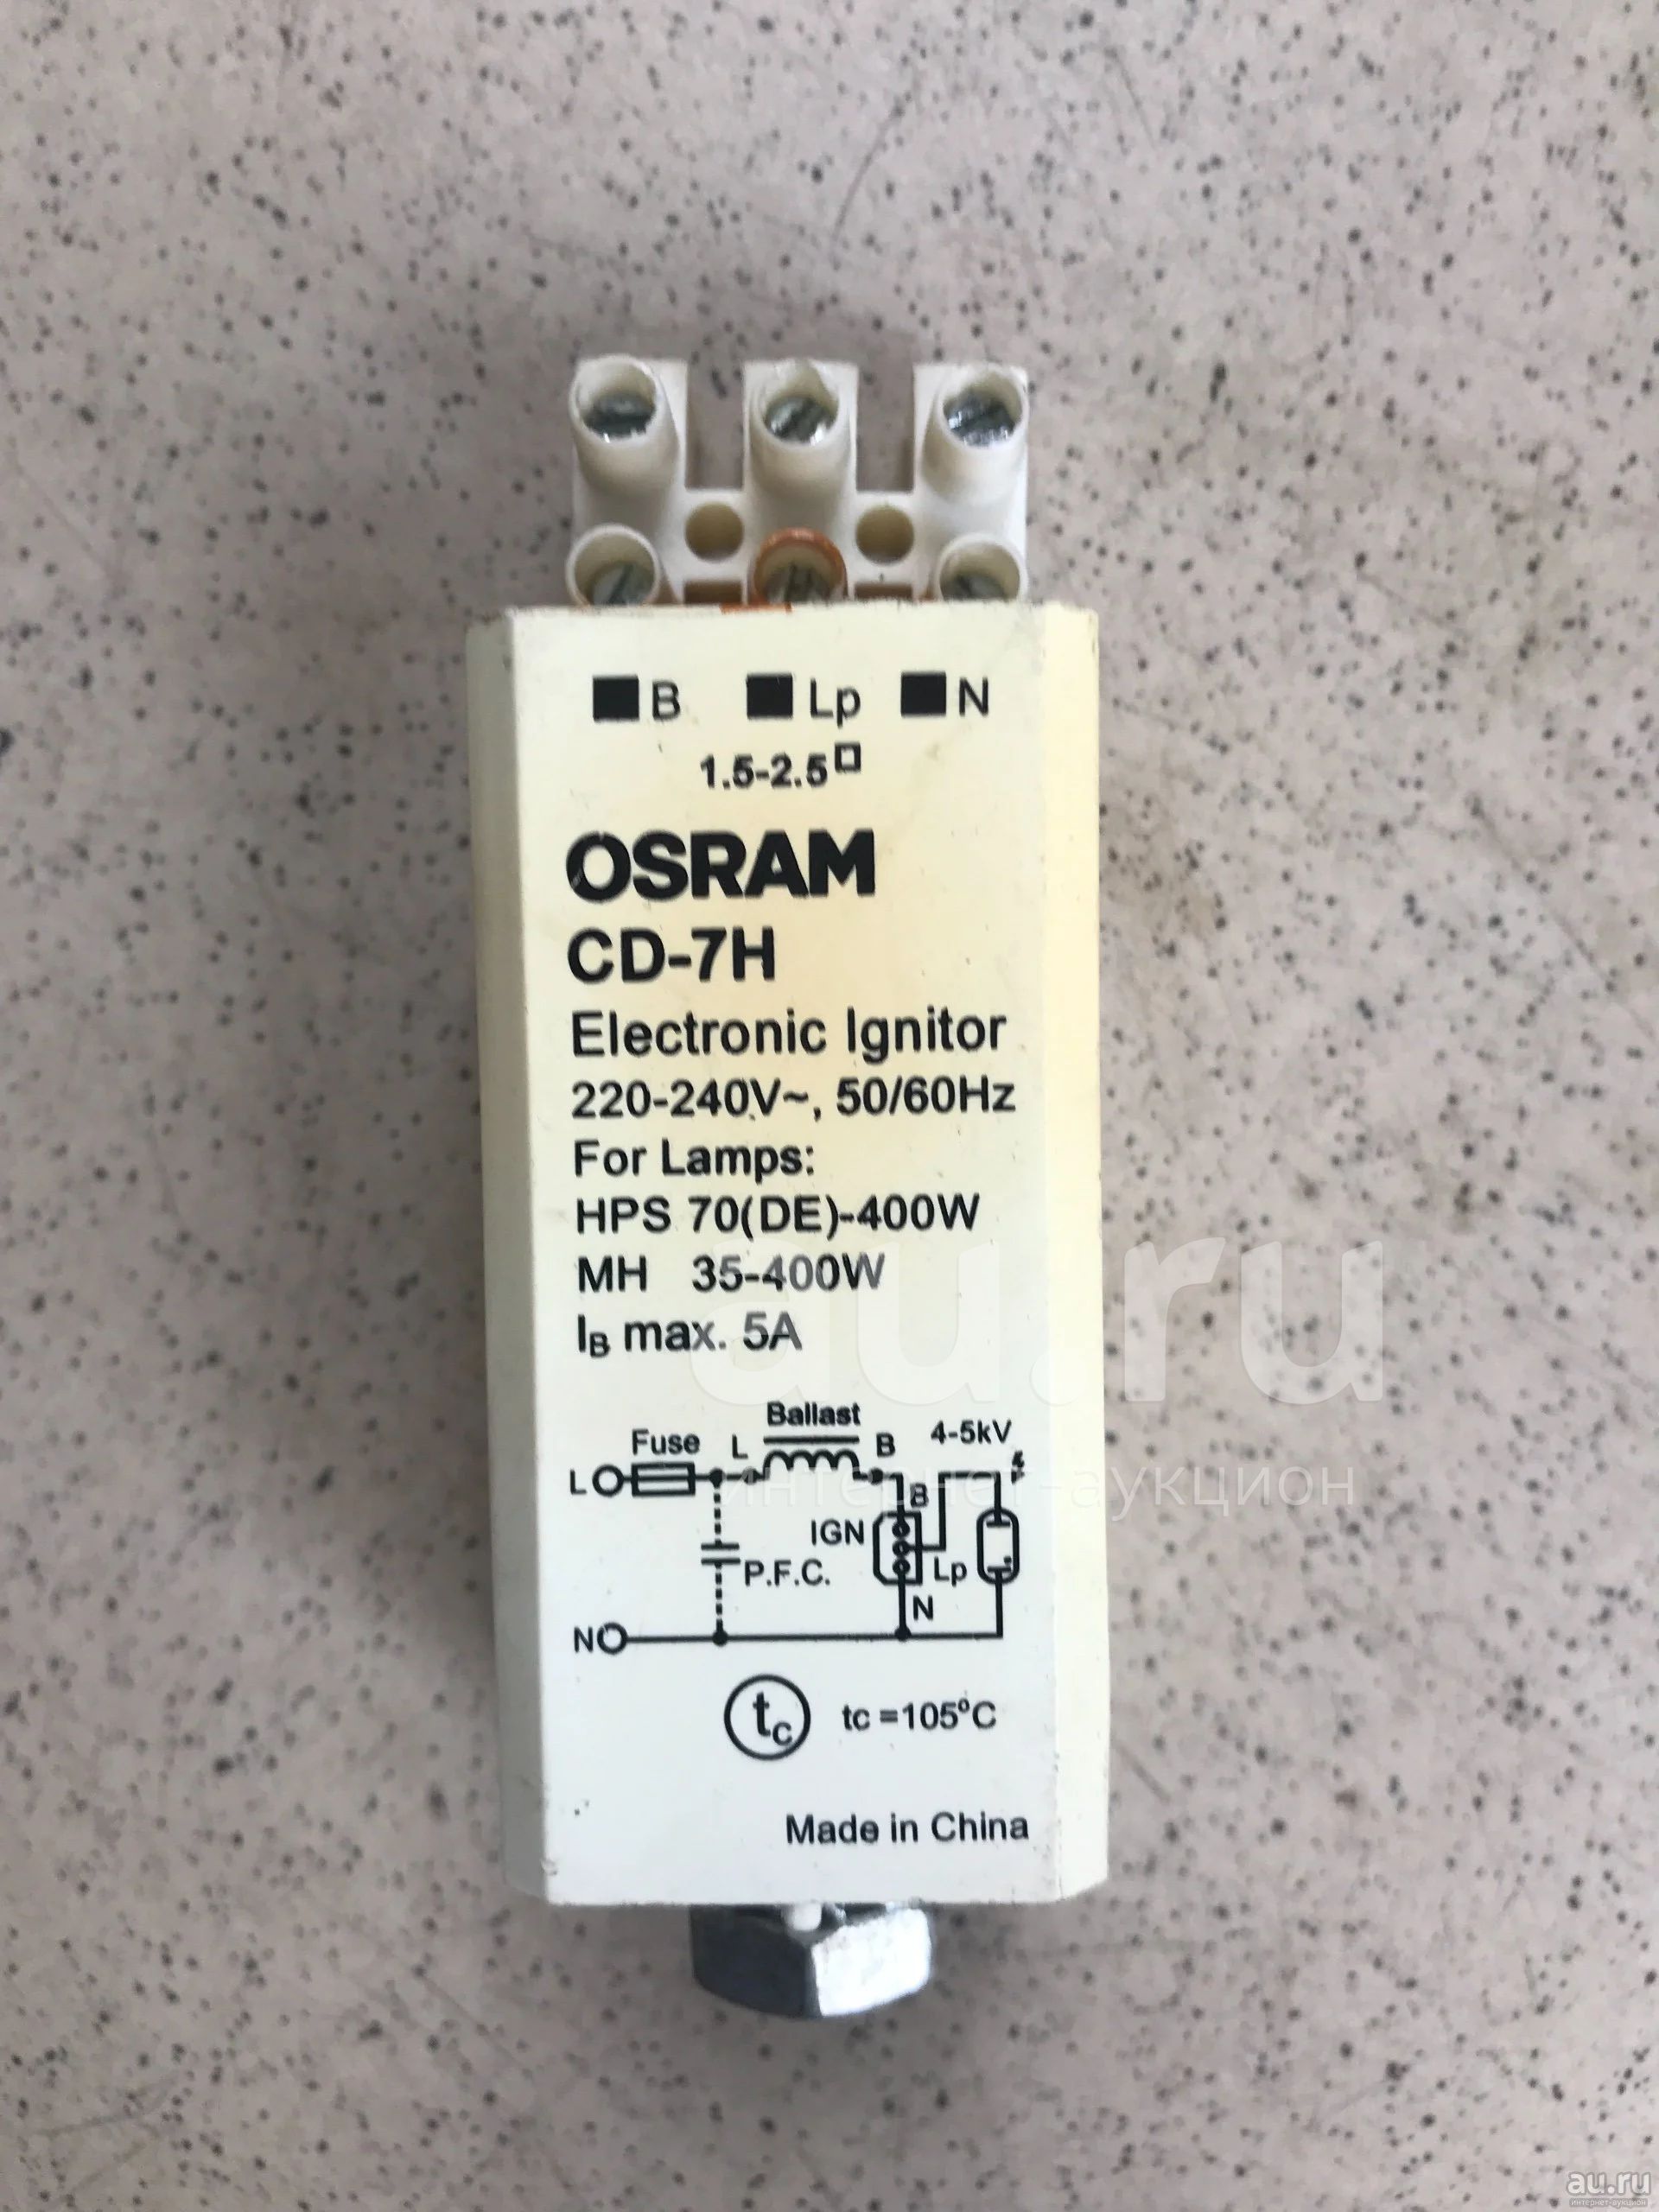 ■ B ■ Lp ■ N
1.5-2.5□
OSRAM
CD-7H
Electronic Ignitor
220-240V~, 50/60Hz
For Lamps:
HPS 70(DE)-400W
MH 35-400W
IB max. 5A
au.ru
Ballast
Fuse L B 4-5kV
L
интернет-аукцион
B
IGN
P.F.C. Lp
N
N
tc tc =105ºC
Made in China
au.ru
интернет-аукцион